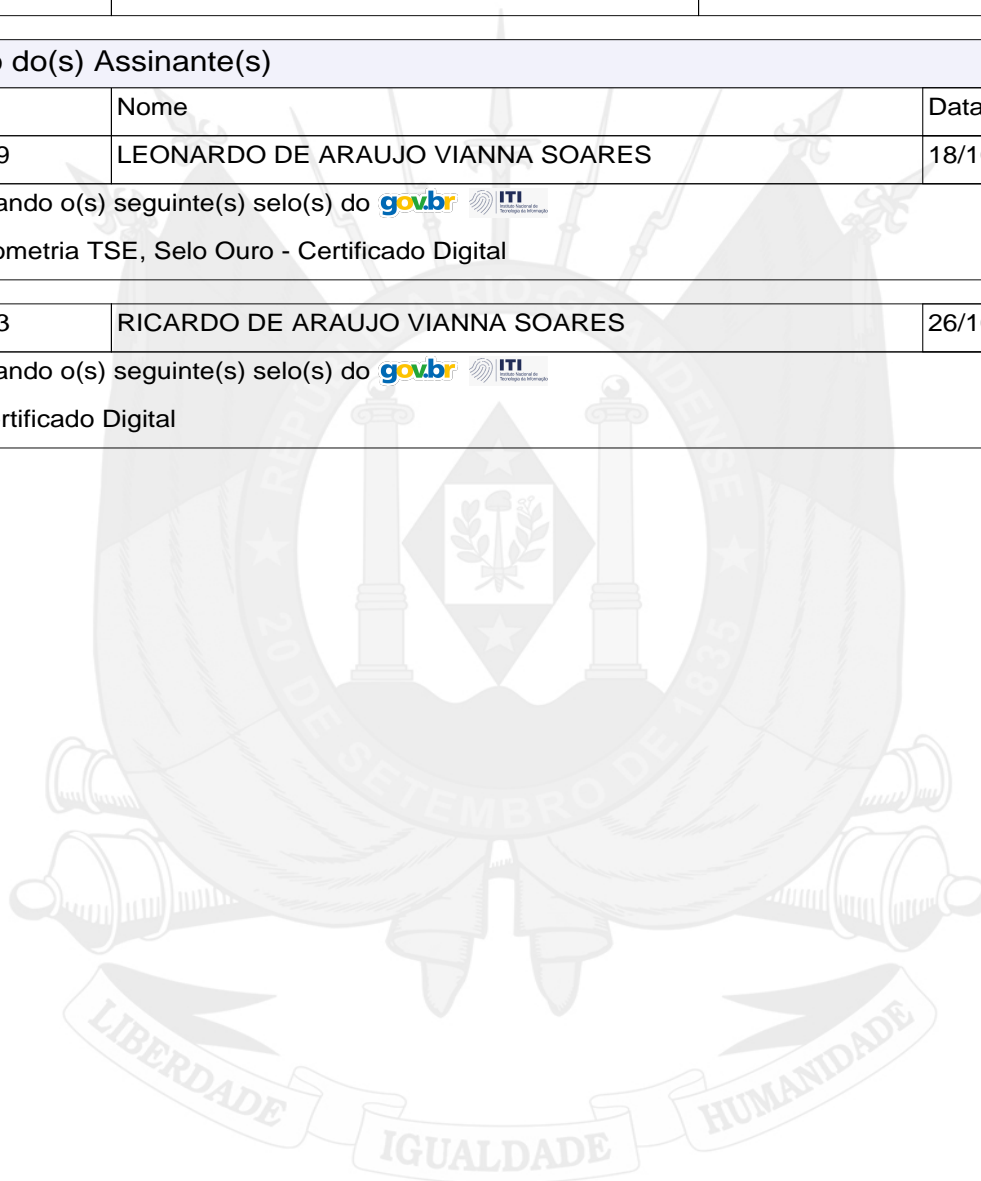 o do(s) Assinante(s)
Nome Data
9 LEONARDO DE ARAUJO VIANNA SOARES 18/1
ando o(s) seguinte(s) selo(s) do gov.br ITI
ometria TSE, Selo Ouro - Certificado Digital
3 RICARDO DE ARAUJO VIANNA SOARES 26/1
ando o(s) seguinte(s) selo(s) do gov.br ITI
rtificado Digital
REPUBLICA RIO-GRANDENSE
20 DE SETEMBRO DE 1835
LIBERDADE
IGUALDADE
HUMANIDADE